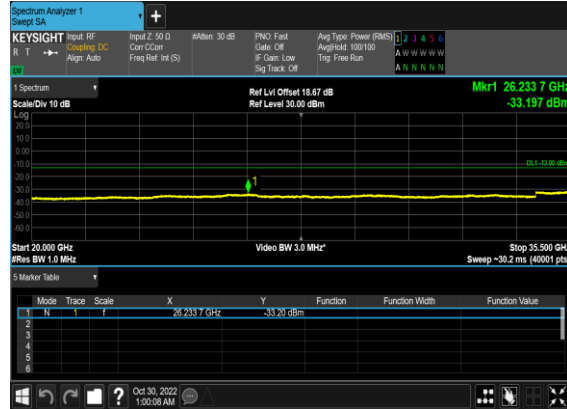 Spectrum Analyzer 1
Swept SA
+
KEYSIGHT Input: RF Input Z: 50 Ω #Atten: 30 dB PNO: Fast Avg Type: Power (RMS) 1 2 3 4 5 6
R T Coupling: DC Corr CCorr Gate: Off Avg|Hold: 100/100 A W W W W W
Align: Auto Freq Ref: Int (S) IF Gain: Low Trig: Free Run
Sig Track: Off A N N N N N
1 Spectrum Ref Lvl Offset 18.67 dB Mkr1 26.233 7 GHz
Scale/Div 10 dB Ref Level 30.00 dBm -33.197 dBm
Log
20.0
10.0
0.00
-10.0
DL1 -13.00 dBm
-20.0
1
-30.0
-40.0
-50.0
-60.0
Start 20.000 GHz Video BW 3.0 MHz* Stop 35.500 GHz
#Res BW 1.0 MHz Sweep ~30.2 ms (40001 pts)
5 Marker Table
Mode Trace Scale X Y Function Function Width Function Value
1 N 1 f 26.233 7 GHz -33.20 dBm
2
3
4
5
6
? Oct 30, 2022
1:00:08 AM